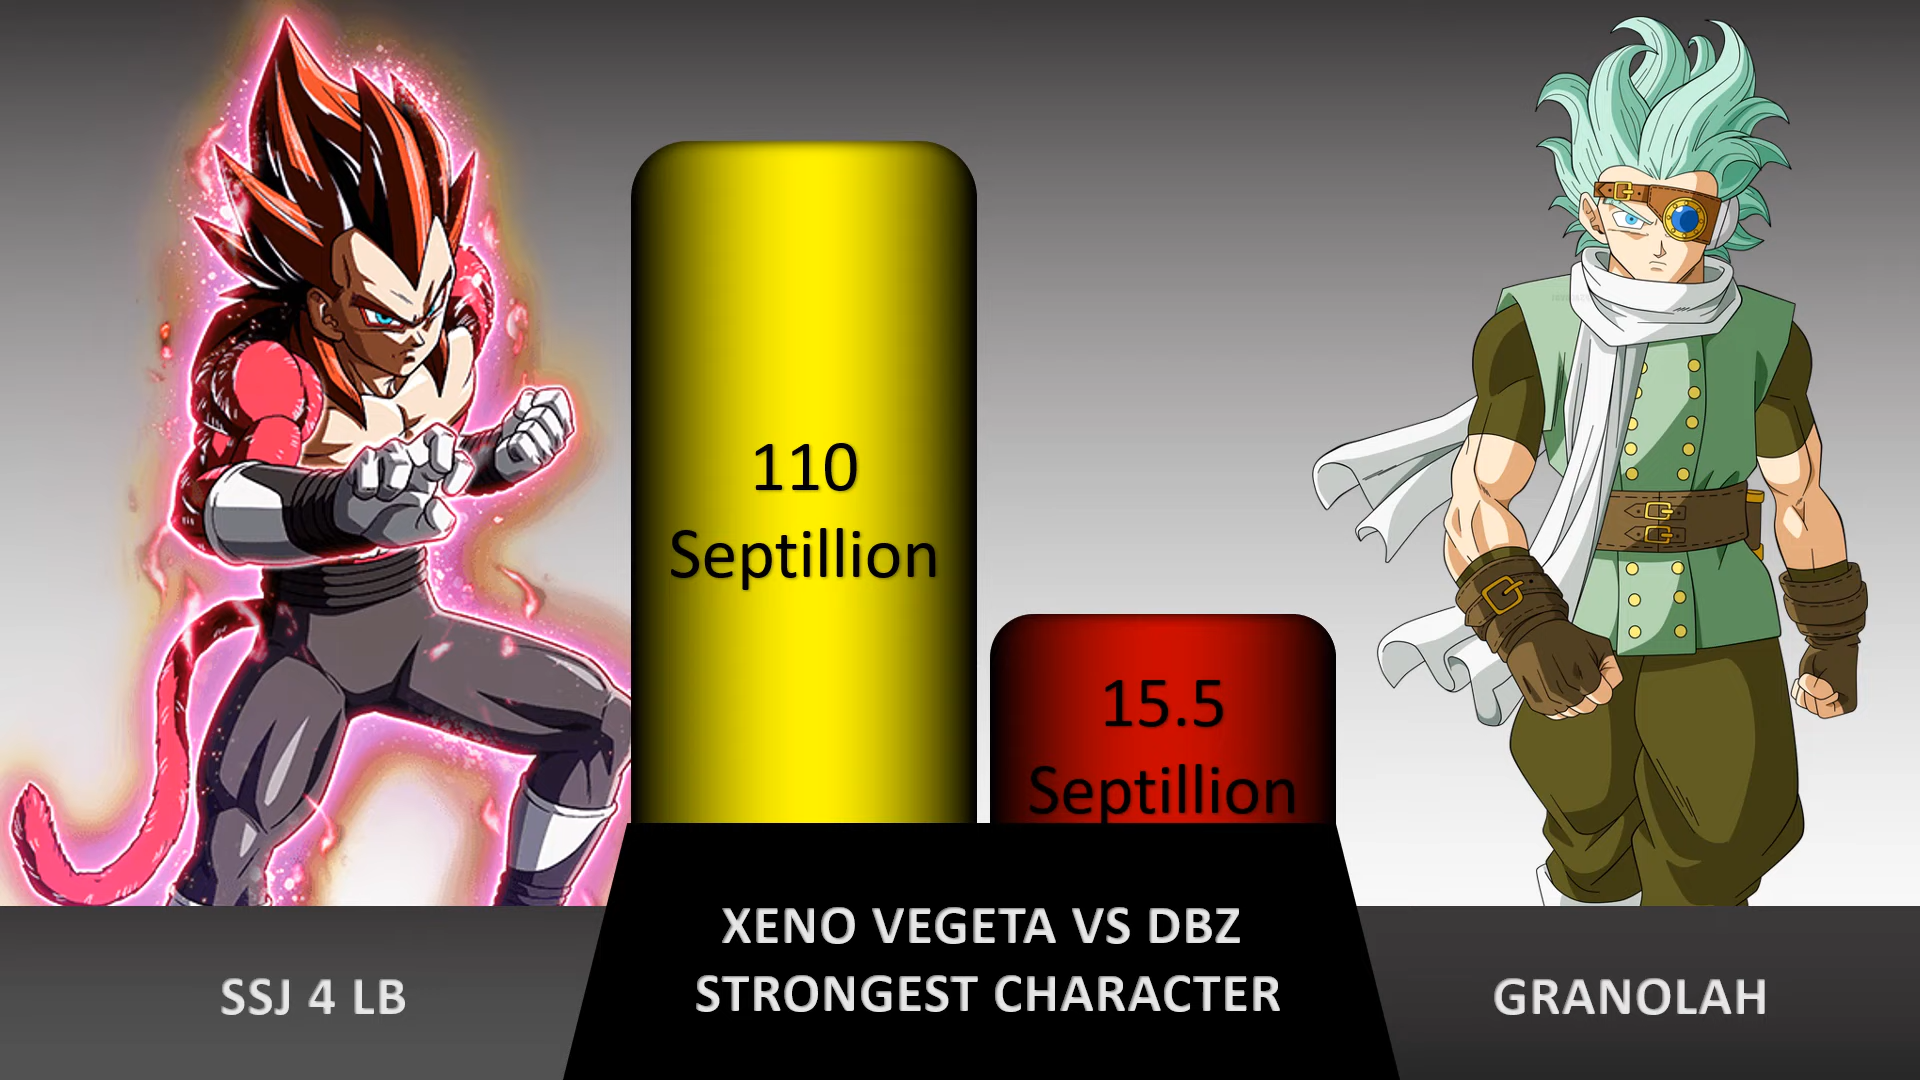 110
Septillion
15.5
Septillion
XENO VEGETA VS DBZ
STRONGEST CHARACTER
SSJ 4 LB
GRANOLAH